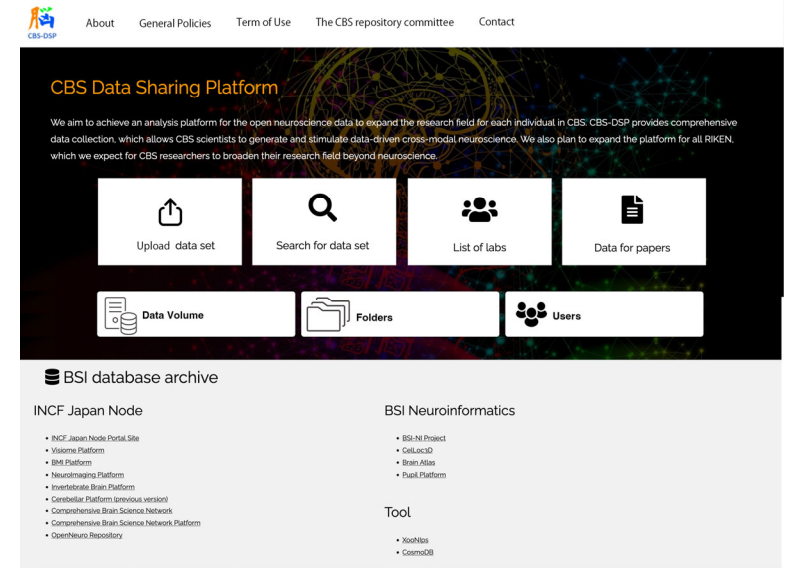 CBS-DSP
About
General Policies
Term of Use
The CBS repository committee
Contact
CBS Data Sharing Platform
We aim to achieve an analysis platform for the open neuroscience data to expand the research field for each individual in CBS. CBS-DSP provides comprehensive
data collection, which allows CBS scientists to generate and stimulate data-driven cross-modal neuroscience. We also plan to expand the platform for all RIKEN,
which we expect for CBS researchers to broaden their research field beyond neuroscience.
Upload data set
Search for data set
List of labs
Data for papers
Data Volume
Folders
Users
BSI database archive
INCF Japan Node
INCF Japan Node Portal Site
Visiome Platform
BMI Platform
NeuroImaging Platform
Invertebrate Brain Platform
Cerebellar Platform (previous version)
Comprehensive Brain Science Network
Comprehensive Brain Science Network Platform
OpenNeuro Repository
BSI Neuroinformatics
BSI-NI Project
CelLoc3D
Brain Atlas
Pupil Platform
Tool
XooNIps
CosmoDB